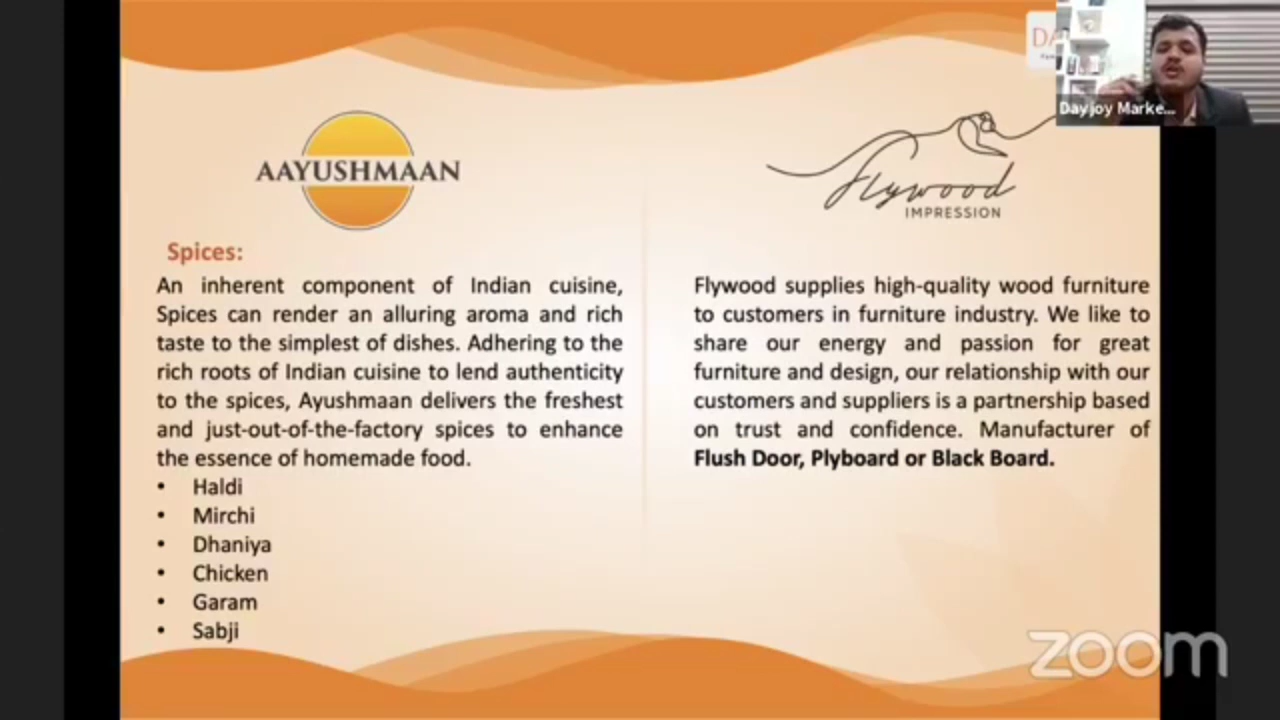 AAYUSHMAAN
Spices:
An inherent component of Indian cuisine,
Spices can render an alluring aroma and rich
taste to the simplest of dishes. Adhering to the
rich roots of Indian cuisine to lend authenticity
to the spices, Ayushmaan delivers the freshest
and just-out-of-the-factory spices to enhance
the essence of homemade food.
• Haldi
• Mirchi
• Dhaniya
• Chicken
• Garam
• Sabji
Flywood
IMPRESSION
Flywood supplies high-quality wood furniture
to customers in furniture industry. We like to
share our energy and passion for great
furniture and design, our relationship with our
customers and suppliers is a partnership based
on trust and confidence. Manufacturer of
Flush Door, Plyboard or Black Board.
DA
Dayjoy Marke...
zoom